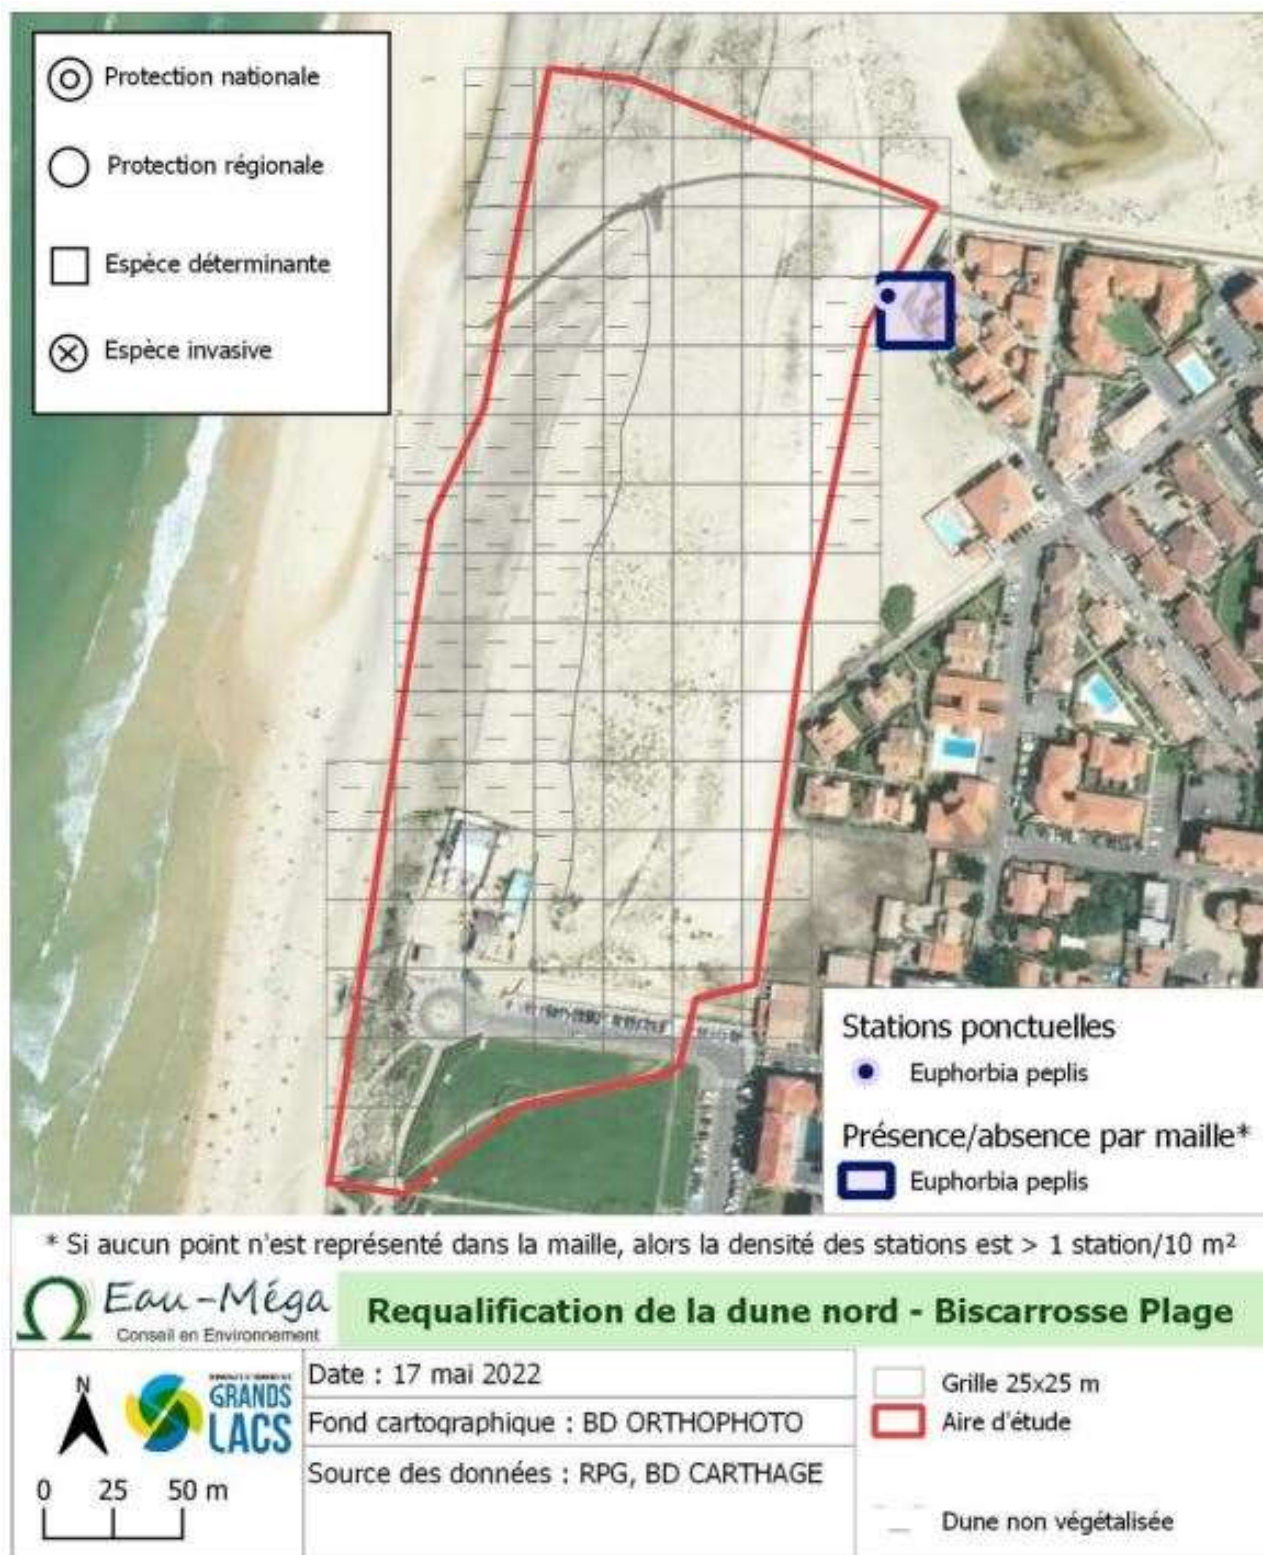 Protection nationale
Protection régionale
Espèce déterminante
Espèce invasive
Stations ponctuelles
Euphorbia peplis
Présence/absence par maille*
Euphorbia peplis
* Si aucun point n'est représenté dans la maille, alors la densité des stations est > 1 station/10 m²
Eau-Méga
Conseil en Environnement
Requalification de la dune nord - Biscarrosse Plage
N
GRANDS
LACS
0 25 50 m
Date : 17 mai 2022
Fond cartographique : BD ORTHOPHOTO
Source des données : RPG, BD CARTHAGE
Grille 25x25 m
Aire d'étude
Dune non végétalisée